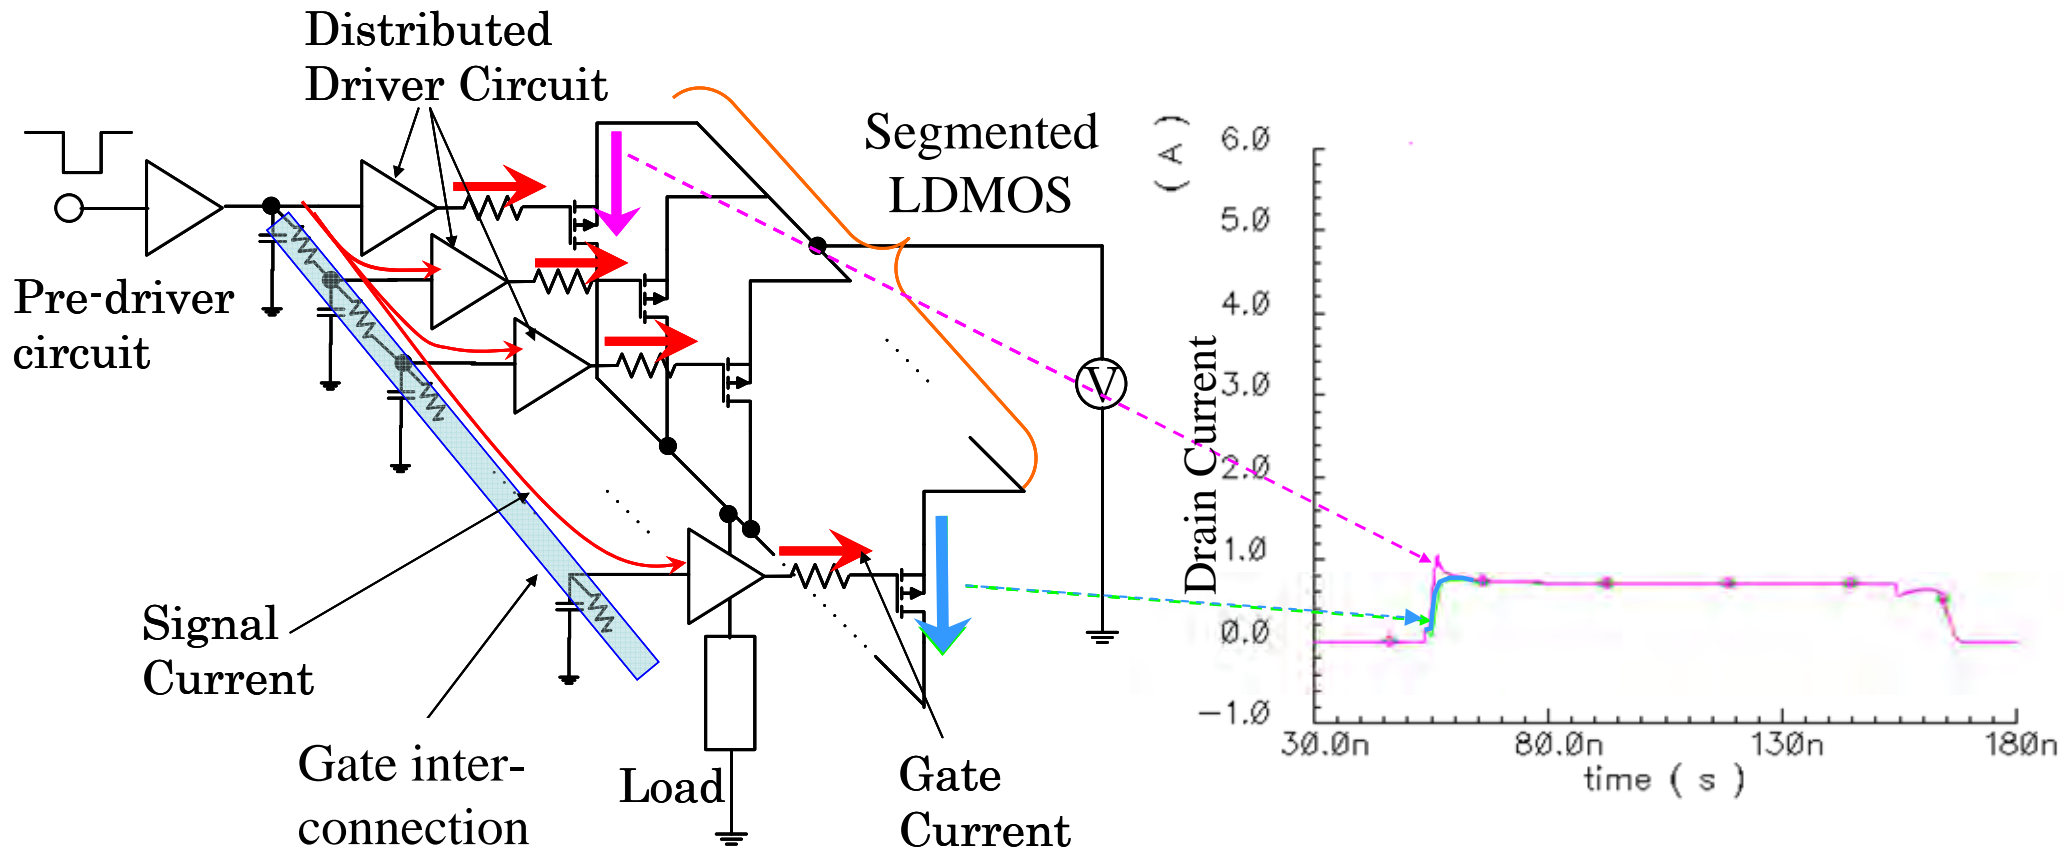 Distributed
Driver Circuit
Segmented
LDMOS
Pre-driver
circuit
V
Signal
Current
Gate inter-
connection
Load
Gate
Current
Drain Current
( A )
6.0
5.0
4.0
3.0
2.0
1.0
0.0
-1.0
30.0n
80.0n
130n
180n
time ( s )